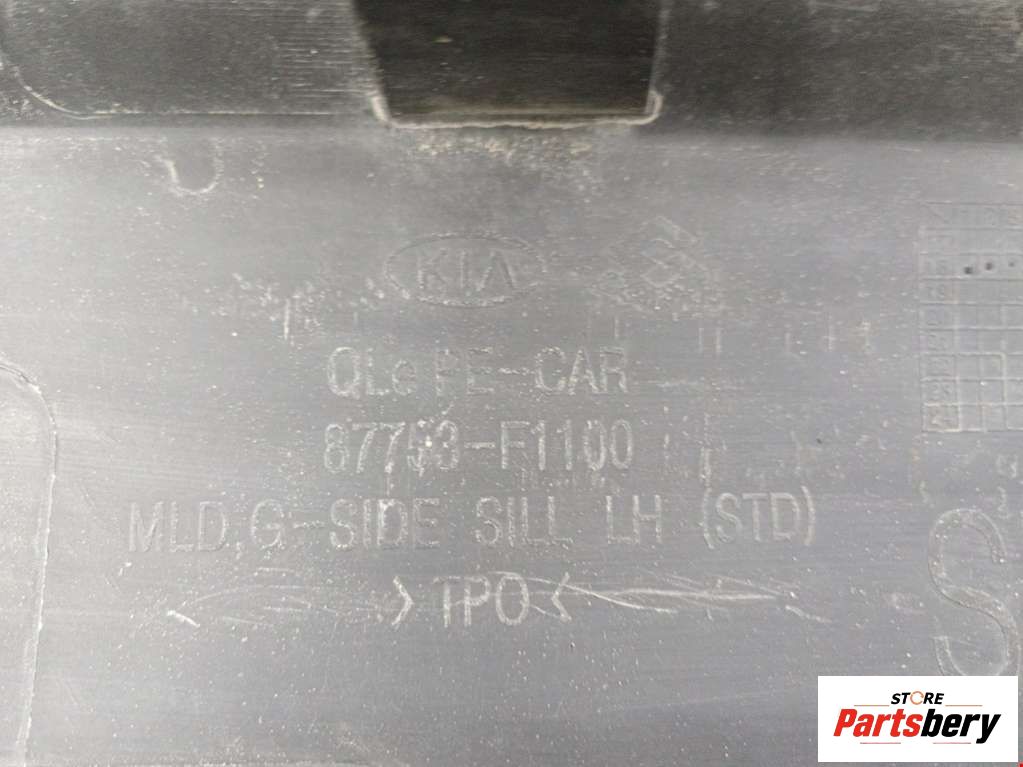 KIA
QLe PE-CAR
87753-F1100
MLD,G-SIDE SILL LH (STD)
>TPO<
S
STORE
Partsbery